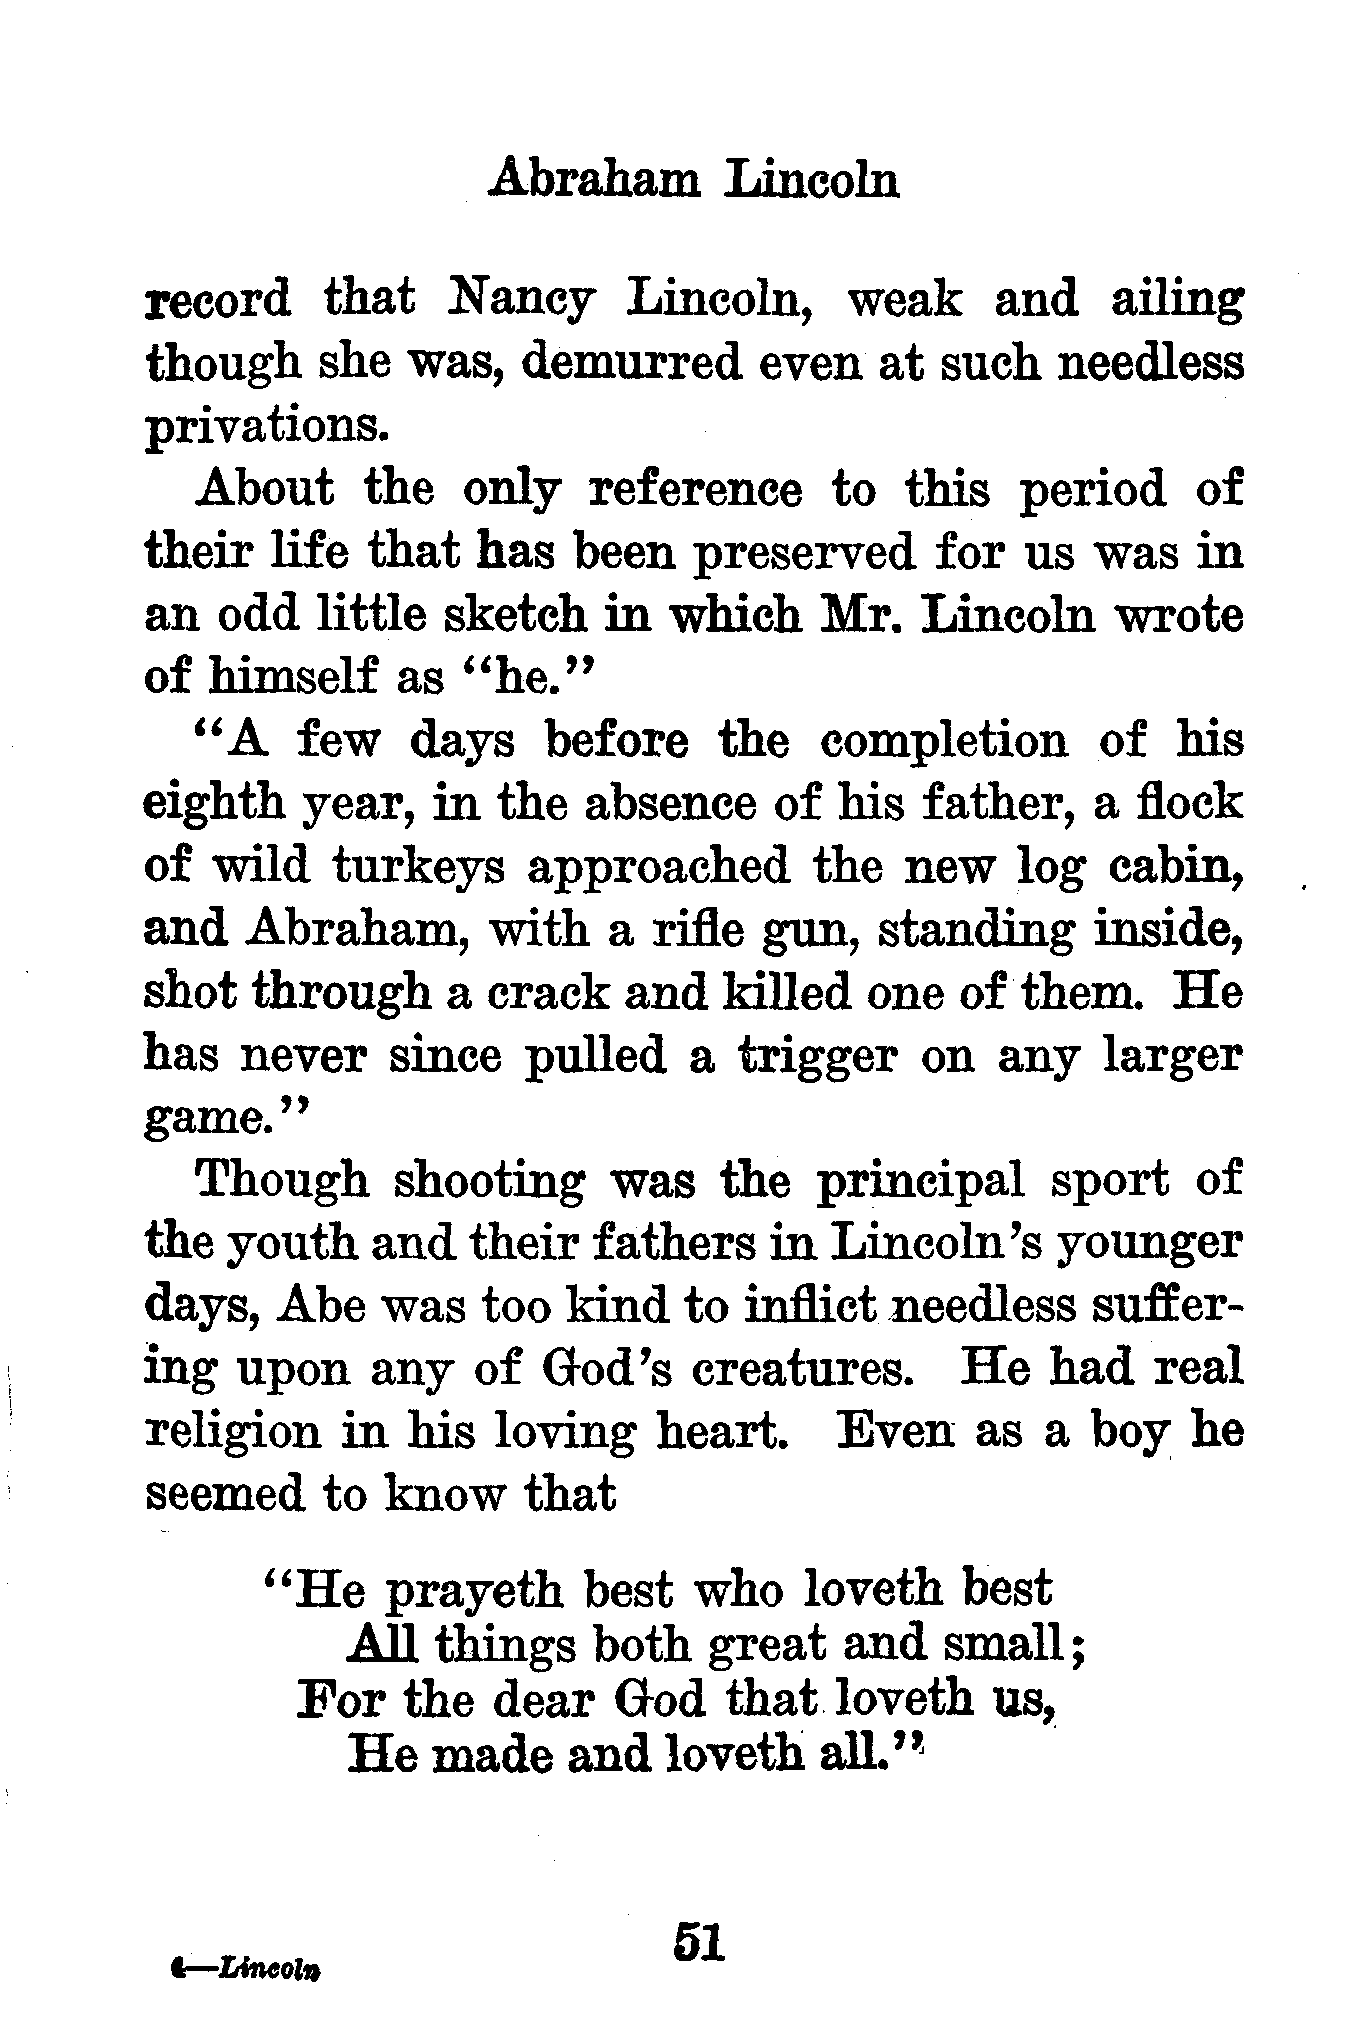 Abraham Lincoln
record that Nancy Lincoln, weak and ailing
though she was, demurred even at such needless
privations.
About the only reference to this period of
their life that has been preserved for us was in
an odd little sketch in which Mr. Lincoln wrote
of himself as "he."
"A few days before the completion of his
eighth year, in the absence of his father, a flock
of wild turkeys approached the new log cabin,
and Abraham, with a rifle gun, standing inside,
shot through a crack and killed one of them. He
has never since pulled a trigger on any larger
game."
Though shooting was the principal sport of
the youth and their fathers in Lincoln's younger
days, Abe was too kind to inflict needless suffer-
ing upon any of God's creatures. He had real
religion in his loving heart. Even as a boy he
seemed to know that
"He prayeth best who loveth best
All things both great and small;
For the dear God that loveth us,
He made and loveth all."
51
4—Lincoln